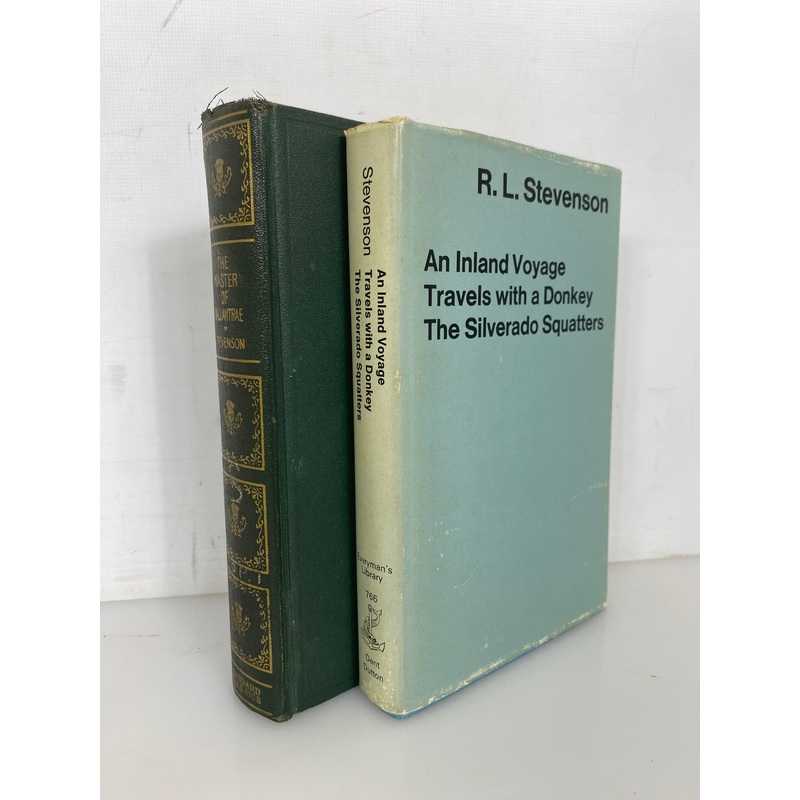 THE
MASTER
OF
BALLANTRAE
STEVENSON
Stevenson
An Inland Voyage
Travels with a Donkey
The Silverado Squatters
Everyman's
Library
766
Dent
Dutton
R. L. Stevenson
An Inland Voyage
Travels with a Donkey
The Silverado Squatters